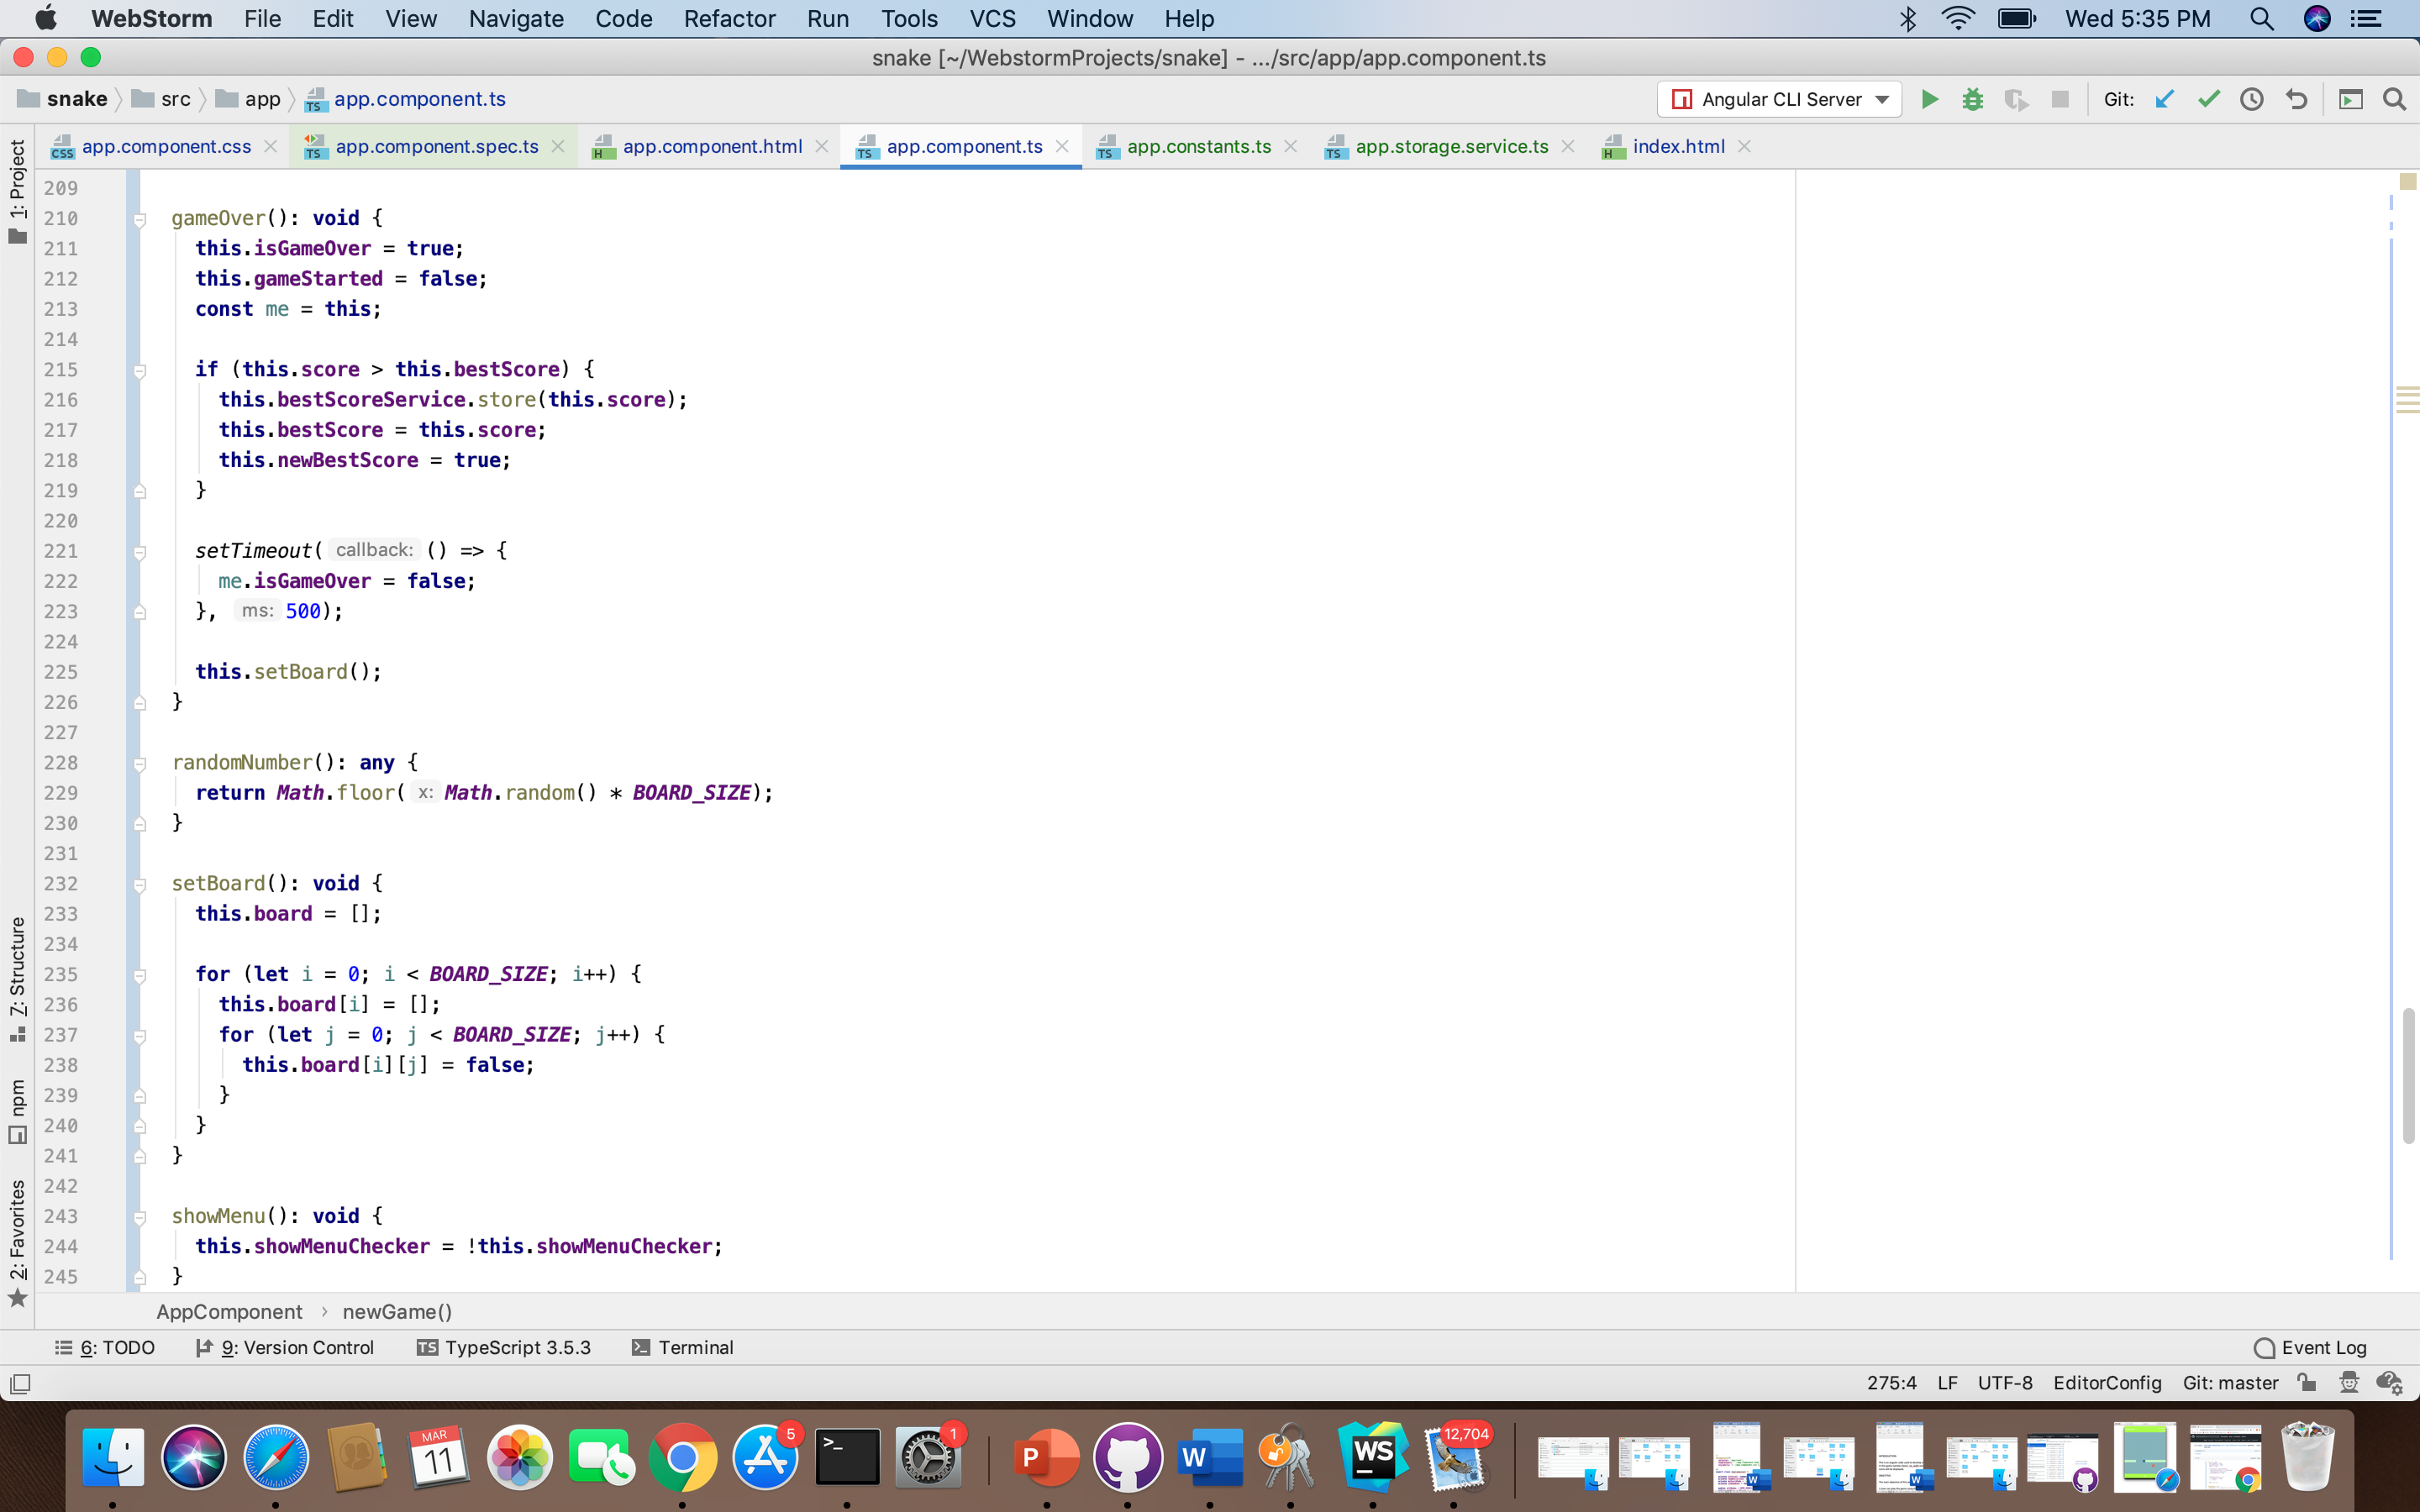 WebStorm File Edit View Navigate Code Refactor Run Tools VCS Window Help Wed 5:35 PM
snake [~/WebstormProjects/snake] - .../src/app/app.component.ts
snake src app app.component.ts Angular CLI Server Git:
app.component.css app.component.spec.ts app.component.html app.component.ts app.constants.ts app.storage.service.ts index.html
1: Project
7: Structure
npm
2: Favorites
209
210 gameOver(): void {
211 this.isGameOver = true;
212 this.gameStarted = false;
213 const me = this;
214
215 if (this.score > this.bestScore) {
216 this.bestScoreService.store(this.score);
217 this.bestScore = this.score;
218 this.newBestScore = true;
219 }
220
221 setTimeout( callback: () => {
222 me.isGameOver = false;
223 }, ms: 500);
224
225 this.setBoard();
226 }
227
228 randomNumber(): any {
229 return Math.floor( x: Math.random() * BOARD_SIZE);
230 }
231
232 setBoard(): void {
233 this.board = [];
234
235 for (let i = 0; i < BOARD_SIZE; i++) {
236 this.board[i] = [];
237 for (let j = 0; j < BOARD_SIZE; j++) {
238 this.board[i][j] = false;
239 }
240 }
241 }
242
243 showMenu(): void {
244 this.showMenuChecker = !this.showMenuChecker;
245 }
AppComponent › newGame()
6: TODO 9: Version Control TS TypeScript 3.5.3 Terminal Event Log
275:4 LF UTF-8 EditorConfig Git: master
MAR
11
5
>_
1
P
W
WS
12,704